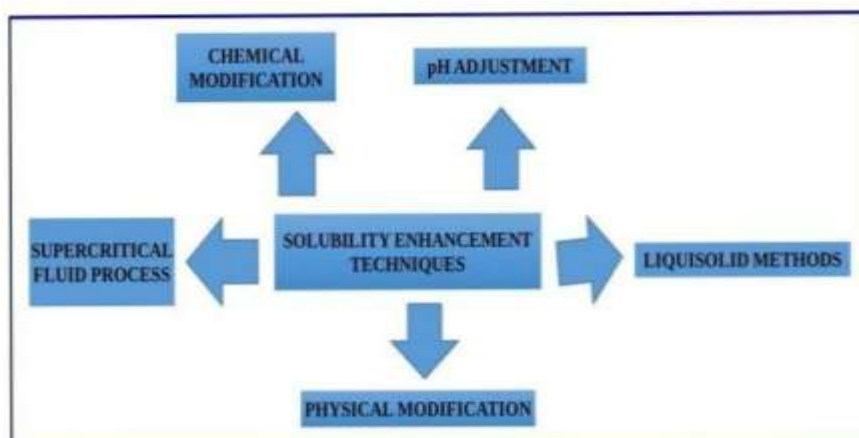 CHEMICAL
MODIFICATION
pH ADJUSTMENT
SUPERCRITICAL
FLUID PROCESS
SOLUBILITY ENHANCEMENT
TECHNIQUES
LIQUISOLID METHODS
PHYSICAL MODIFICATION